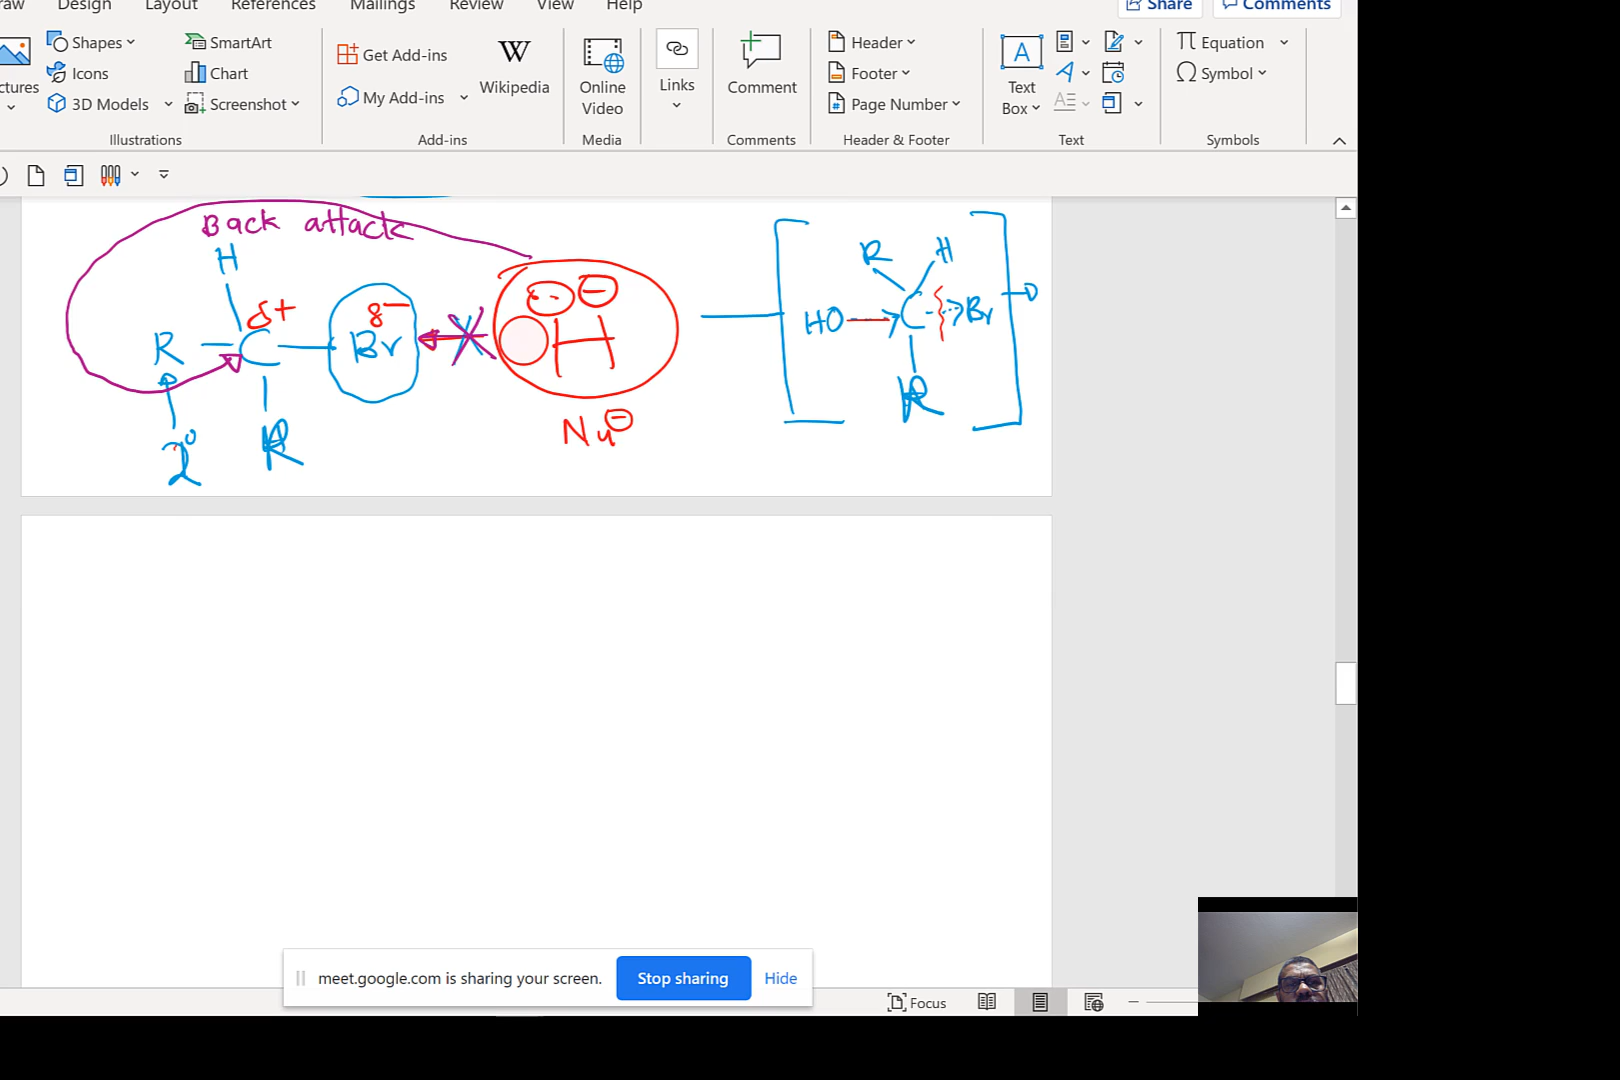 Design Layout References Mailings Review View Help Share Comments
Shapes SmartArt Get Add-ins Wikipedia Online Video Links Comment Header Text Box Equation
Icons Chart Footer Symbol
3D Models Screenshot My Add-ins Page Number
Illustrations Add-ins Media Comments Header & Footer Text Symbols
Back attack
H R H
δ+ 8− ·· −
R C Br H HO C Br
Nu−
2° R R
meet.google.com is sharing your screen. Stop sharing Hide
Focus